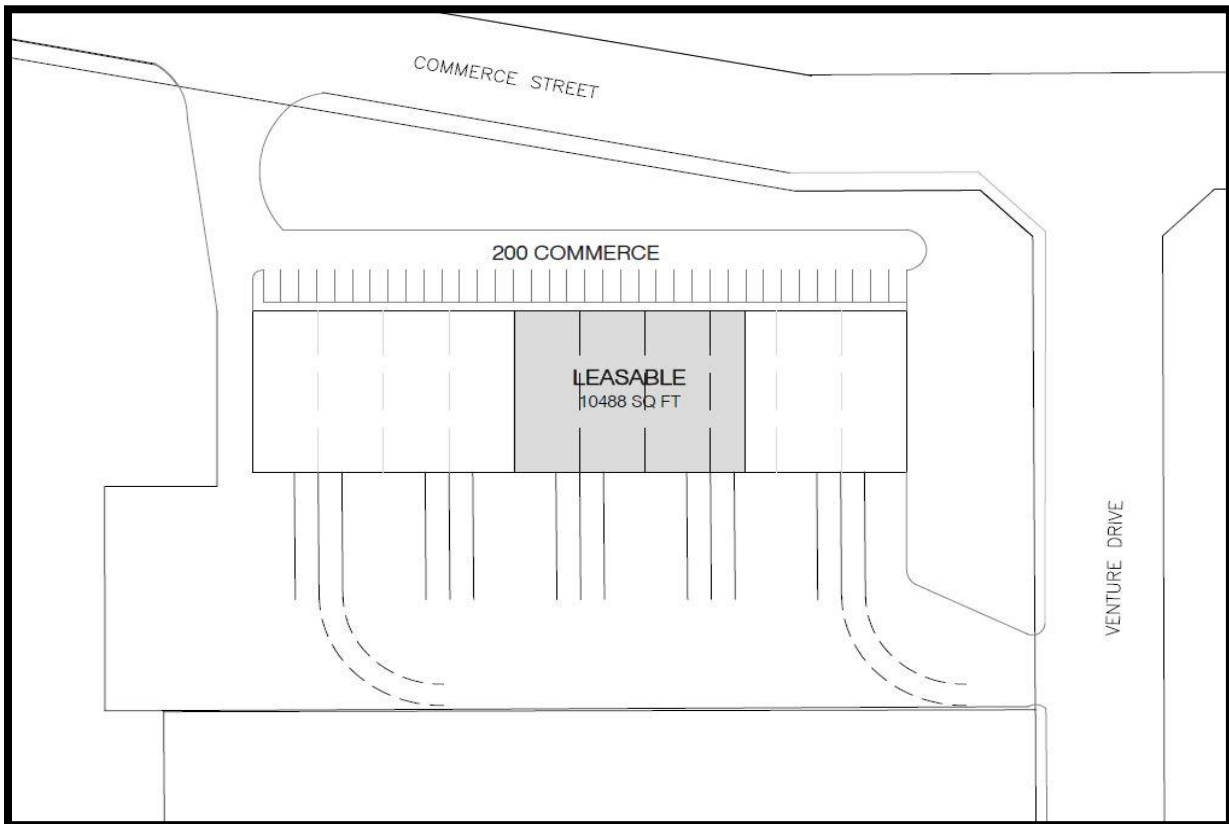 COMMERCE STREET
200 COMMERCE
LEASABLE
10488 SQ FT
VENTURE DRIVE